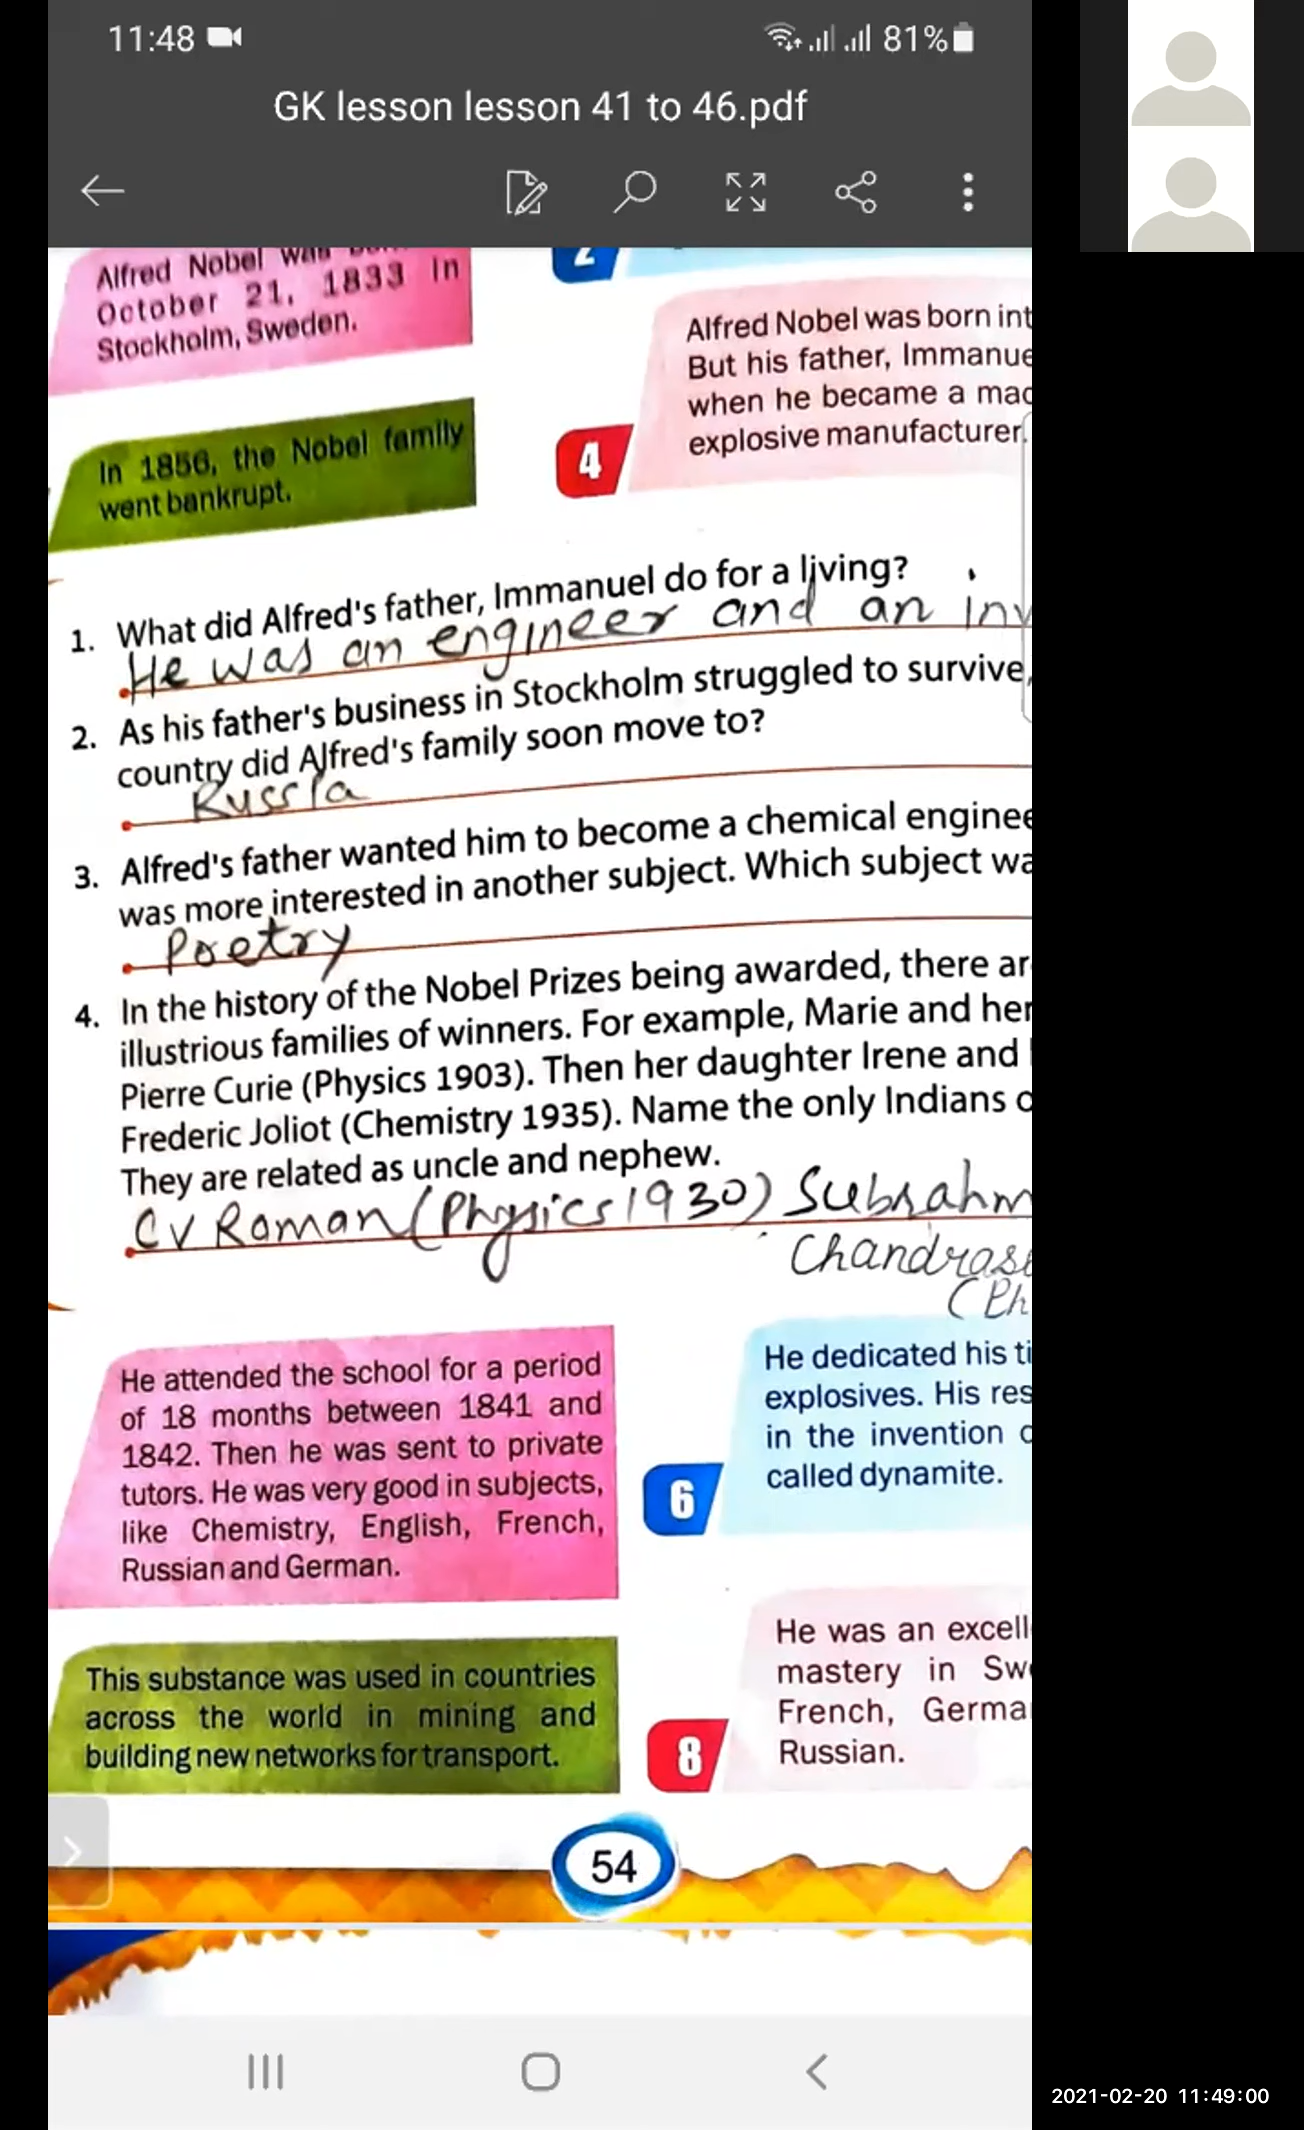 11:48 81%
GK lesson lesson 41 to 46.pdf
Alfred Nobel was
October 21, 1833 in
Stockholm, Sweden.
2
Alfred Nobel was born int
But his father, Immanue
when he became a mac
explosive manufacturer.
4
In 1856, the Nobel family
went bankrupt.
1. What did Alfred's father, Immanuel do for a living?
He was an engineer and an inv
2. As his father's business in Stockholm struggled to survive,
country did Alfred's family soon move to?
Russia
3. Alfred's father wanted him to become a chemical enginee
was more interested in another subject. Which subject wa
Poetry
4. In the history of the Nobel Prizes being awarded, there ar
illustrious families of winners. For example, Marie and her
Pierre Curie (Physics 1903). Then her daughter Irene and
Frederic Joliot (Chemistry 1935). Name the only Indians o
They are related as uncle and nephew.
CV Raman (Physics 1930) Subrahm
Chandras
(Ph
He attended the school for a period
of 18 months between 1841 and
1842. Then he was sent to private
tutors. He was very good in subjects,
like Chemistry, English, French,
Russian and German.
He dedicated his ti
explosives. His res
in the invention o
called dynamite.
6
This substance was used in countries
across the world in mining and
building new networks for transport.
He was an excell
mastery in Swe
French, Germa
Russian.
8
54
2021-02-20 11:49:00